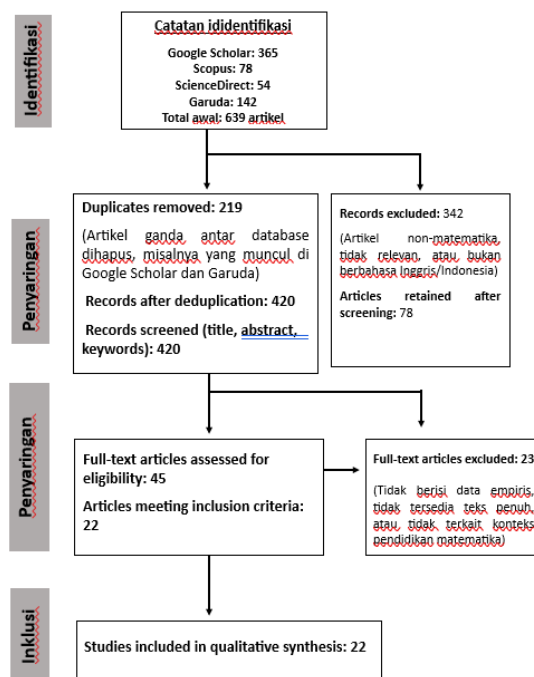 Identifikasi
Catatan ididentifikasi
Google Scholar: 365
Scopus: 78
ScienceDirect: 54
Garuda: 142
Total awal: 639 artikel
Penyaringan
Duplicates removed: 219
(Artikel ganda antar database
dihapus, misalnya yang muncul di
Google Scholar dan Garuda)
Records after deduplication: 420
Records screened (title, abstract,
keywords): 420
Records excluded: 342
(Artikel non-matematika,
tidak relevan, atau bukan
berbahasa Inggris/Indonesia)
Articles retained after
screening: 78
Penyaringan
Full-text articles assessed for
eligibility: 45
Articles meeting inclusion criteria:
22
Full-text articles excluded: 23
(Tidak berisi data empiris,
tidak tersedia teks penuh,
atau tidak terkait konteks
pendidikan matematika)
Inklusi
Studies included in qualitative synthesis: 22